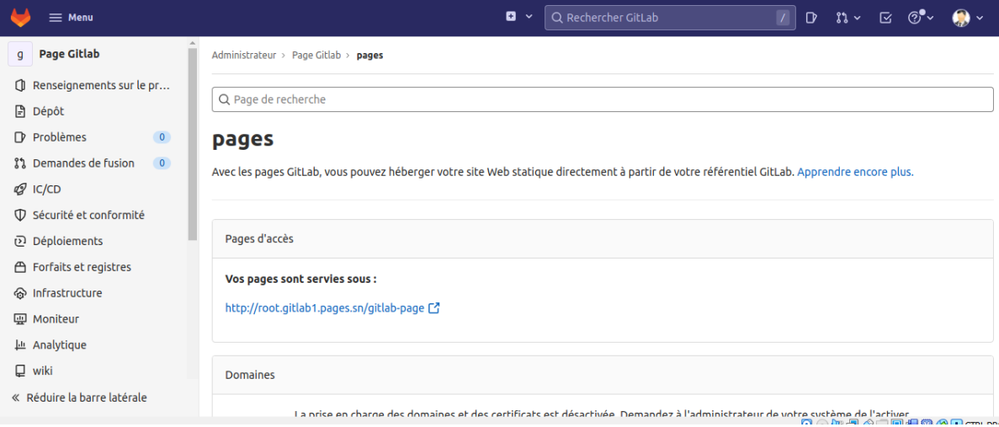 Menu
Rechercher GitLab
/
g Page Gitlab
Renseignements sur le pr...
Dépôt
Problèmes 0
Demandes de fusion 0
IC/CD
Sécurité et conformité
Déploiements
Forfaits et registres
Infrastructure
Moniteur
Analytique
wiki
« Réduire la barre latérale
Administrateur > Page Gitlab > pages
Page de recherche
pages
Avec les pages GitLab, vous pouvez héberger votre site Web statique directement à partir de votre référentiel GitLab. Apprendre encore plus.
Pages d'accès
Vos pages sont servies sous :
http://root.gitlab1.pages.sn/gitlab-page
Domaines
La prise en charge des domaines et des certificats est désactivée. Demandez à l'administrateur de votre système de l'activer